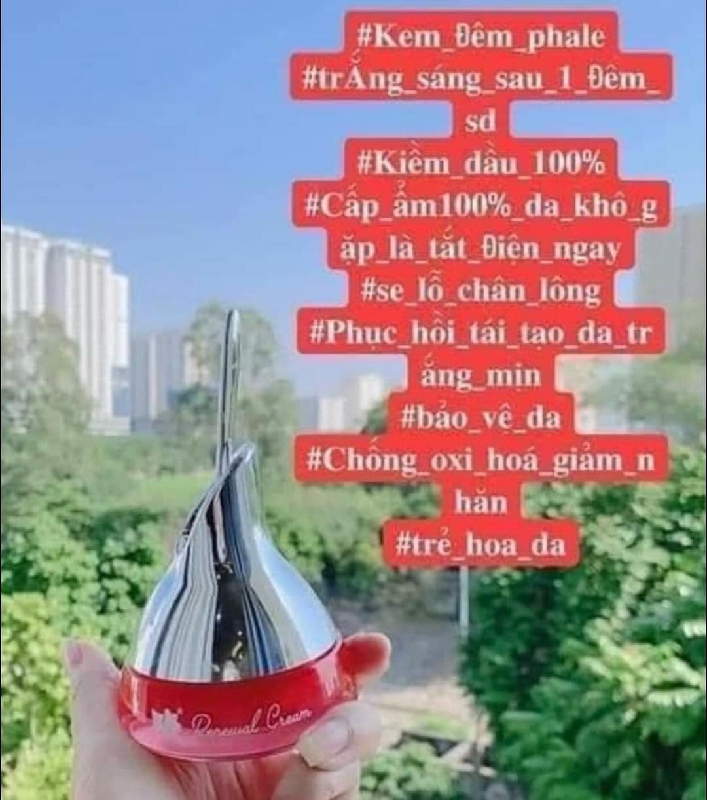 #Kem_Đêm_phale
#trẮng_sáng_sau_1_Đêm_
sd
#Kiềm_dầu_100%
#Cấp_ẩm100%_da_khô_g
ặp_là_tắt_Điện_ngay
#se_lỗ_chân_lông
#Phục_hồi_tái_tạo_da_tr
ắng_mịn
#bảo_vệ_da
#Chống_oxi_hoá_giảm_n
hăn
#trẻ_hoa_da
Renewal Cream